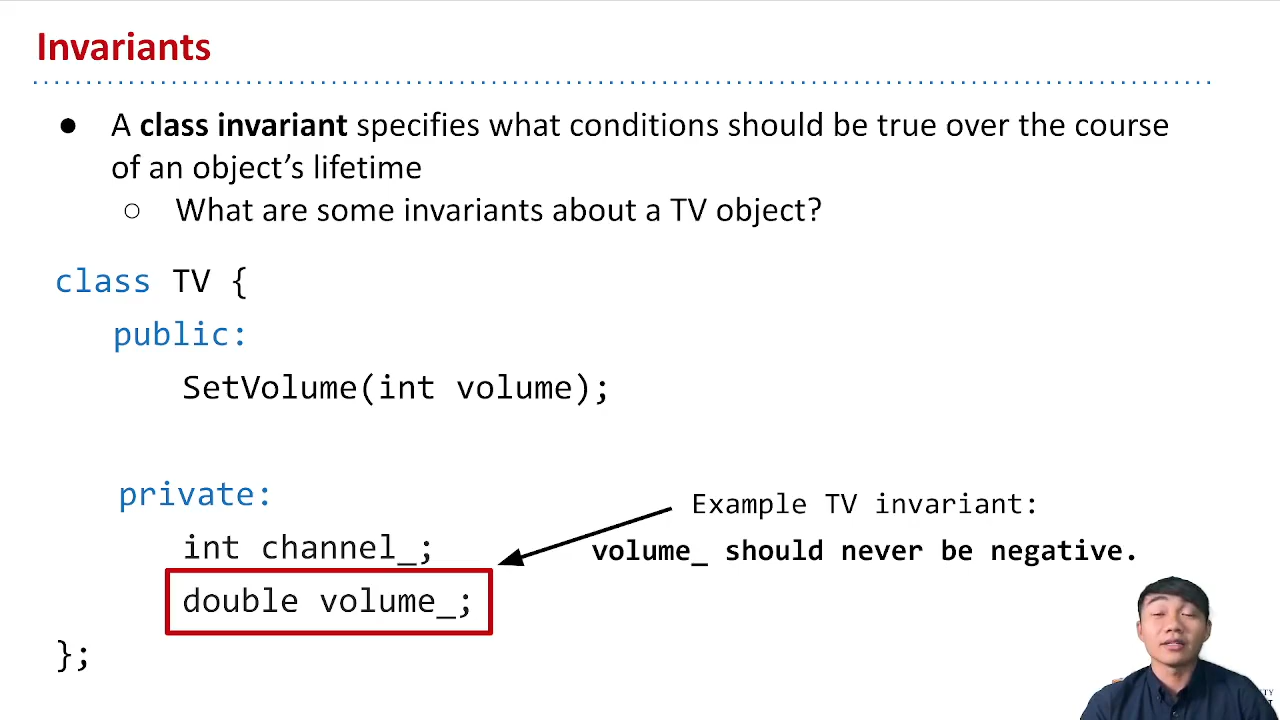 Invariants
● A class invariant specifies what conditions should be true over the course
of an object's lifetime
○ What are some invariants about a TV object?
class TV {
public:
SetVolume(int volume);
private:
Example TV invariant:
int channel_;
volume_ should never be negative.
double volume_;
};